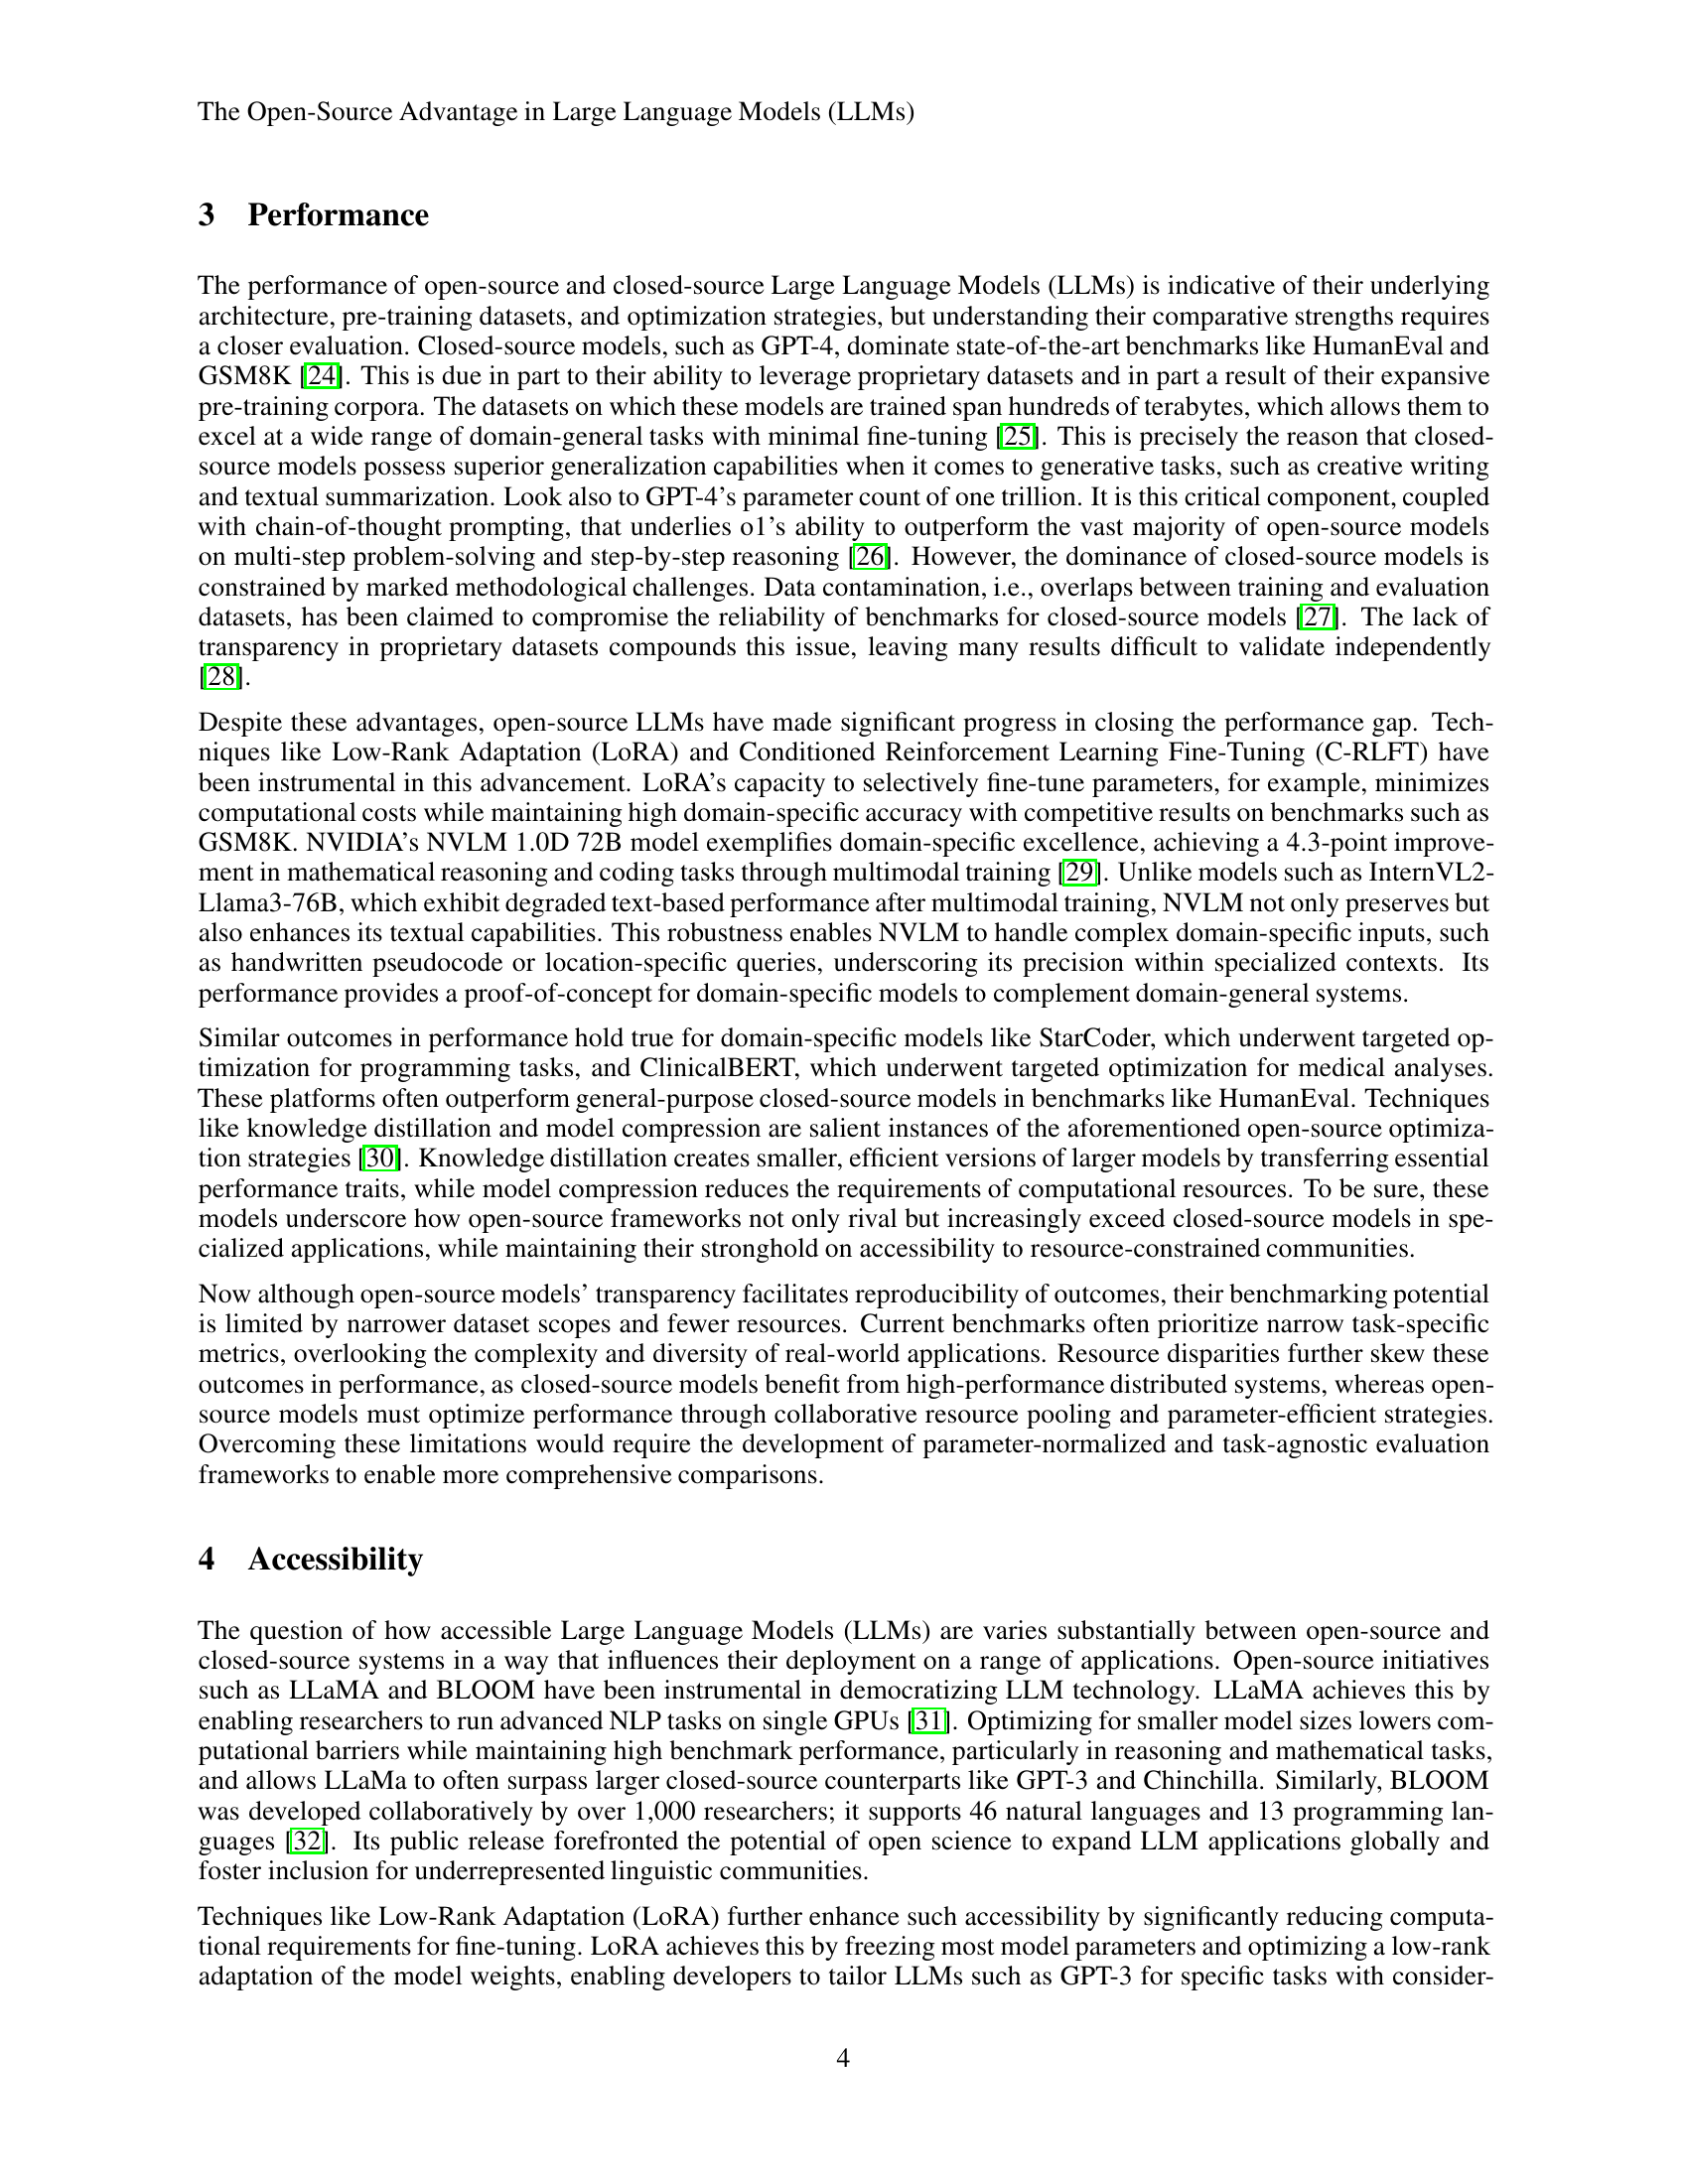 The Open-Source Advantage in Large Language Models (LLMs)
3 Performance
The performance of open-source and closed-source Large Language Models (LLMs) is indicative of their underlying
architecture, pre-training datasets, and optimization strategies, but understanding their comparative strengths requires
a closer evaluation. Closed-source models, such as GPT-4, dominate state-of-the-art benchmarks like HumanEval and
GSM8K [24]. This is due in part to their ability to leverage proprietary datasets and in part a result of their expansive
pre-training corpora. The datasets on which these models are trained span hundreds of terabytes, which allows them to
excel at a wide range of domain-general tasks with minimal fine-tuning [25]. This is precisely the reason that closed-
source models possess superior generalization capabilities when it comes to generative tasks, such as creative writing
and textual summarization. Look also to GPT-4's parameter count of one trillion. It is this critical component, coupled
with chain-of-thought prompting, that underlies o1's ability to outperform the vast majority of open-source models
on multi-step problem-solving and step-by-step reasoning [26]. However, the dominance of closed-source models is
constrained by marked methodological challenges. Data contamination, i.e., overlaps between training and evaluation
datasets, has been claimed to compromise the reliability of benchmarks for closed-source models [27]. The lack of
transparency in proprietary datasets compounds this issue, leaving many results difficult to validate independently
[28].
Despite these advantages, open-source LLMs have made significant progress in closing the performance gap. Tech-
niques like Low-Rank Adaptation (LoRA) and Conditioned Reinforcement Learning Fine-Tuning (C-RLFT) have
been instrumental in this advancement. LoRA's capacity to selectively fine-tune parameters, for example, minimizes
computational costs while maintaining high domain-specific accuracy with competitive results on benchmarks such as
GSM8K. NVIDIA's NVLM 1.0D 72B model exemplifies domain-specific excellence, achieving a 4.3-point improve-
ment in mathematical reasoning and coding tasks through multimodal training [29]. Unlike models such as InternVL2-
Llama3-76B, which exhibit degraded text-based performance after multimodal training, NVLM not only preserves but
also enhances its textual capabilities. This robustness enables NVLM to handle complex domain-specific inputs, such
as handwritten pseudocode or location-specific queries, underscoring its precision within specialized contexts. Its
performance provides a proof-of-concept for domain-specific models to complement domain-general systems.
Similar outcomes in performance hold true for domain-specific models like StarCoder, which underwent targeted op-
timization for programming tasks, and ClinicalBERT, which underwent targeted optimization for medical analyses.
These platforms often outperform general-purpose closed-source models in benchmarks like HumanEval. Techniques
like knowledge distillation and model compression are salient instances of the aforementioned open-source optimiza-
tion strategies [30]. Knowledge distillation creates smaller, efficient versions of larger models by transferring essential
performance traits, while model compression reduces the requirements of computational resources. To be sure, these
models underscore how open-source frameworks not only rival but increasingly exceed closed-source models in spe-
cialized applications, while maintaining their stronghold on accessibility to resource-constrained communities.
Now although open-source models' transparency facilitates reproducibility of outcomes, their benchmarking potential
is limited by narrower dataset scopes and fewer resources. Current benchmarks often prioritize narrow task-specific
metrics, overlooking the complexity and diversity of real-world applications. Resource disparities further skew these
outcomes in performance, as closed-source models benefit from high-performance distributed systems, whereas open-
source models must optimize performance through collaborative resource pooling and parameter-efficient strategies.
Overcoming these limitations would require the development of parameter-normalized and task-agnostic evaluation
frameworks to enable more comprehensive comparisons.
4 Accessibility
The question of how accessible Large Language Models (LLMs) are varies substantially between open-source and
closed-source systems in a way that influences their deployment on a range of applications. Open-source initiatives
such as LLaMA and BLOOM have been instrumental in democratizing LLM technology. LLaMA achieves this by
enabling researchers to run advanced NLP tasks on single GPUs [31]. Optimizing for smaller model sizes lowers com-
putational barriers while maintaining high benchmark performance, particularly in reasoning and mathematical tasks,
and allows LLaMa to often surpass larger closed-source counterparts like GPT-3 and Chinchilla. Similarly, BLOOM
was developed collaboratively by over 1,000 researchers; it supports 46 natural languages and 13 programming lan-
guages [32]. Its public release forefronted the potential of open science to expand LLM applications globally and
foster inclusion for underrepresented linguistic communities.
Techniques like Low-Rank Adaptation (LoRA) further enhance such accessibility by significantly reducing computa-
tional requirements for fine-tuning. LoRA achieves this by freezing most model parameters and optimizing a low-rank
adaptation of the model weights, enabling developers to tailor LLMs such as GPT-3 for specific tasks with consider-
4